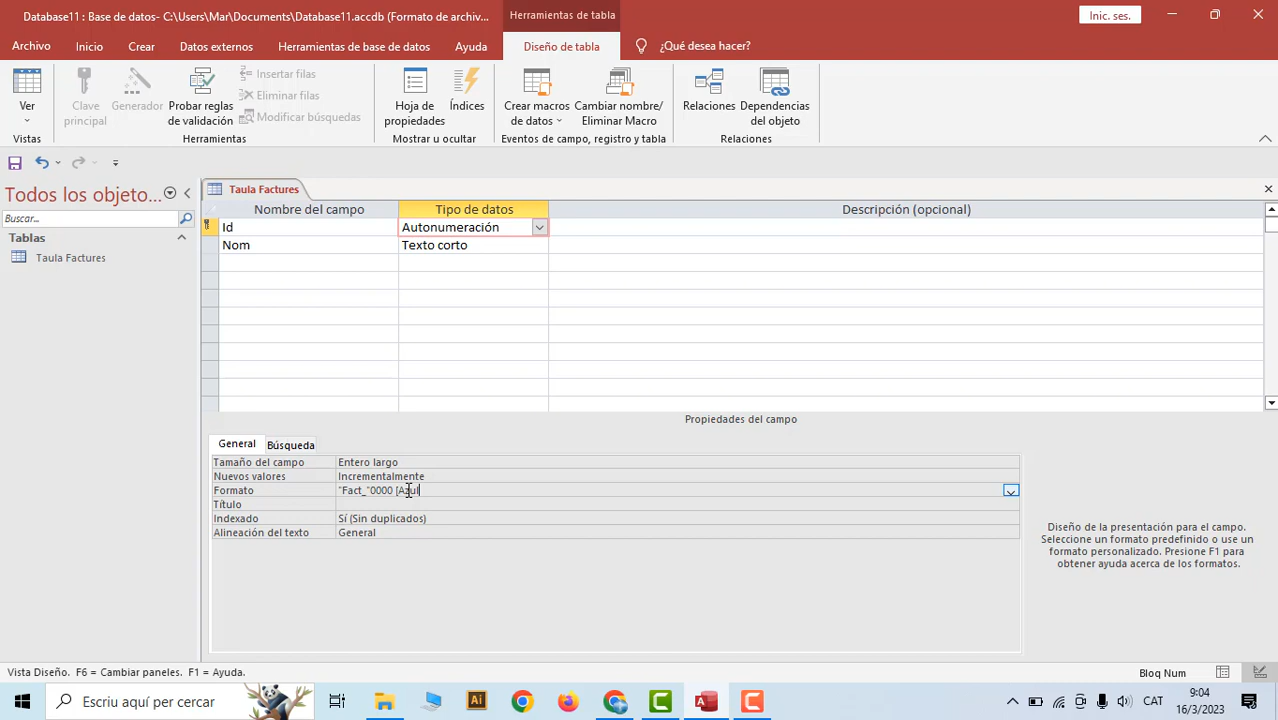 Database11 : Base de datos- C:\Users\Mar\Documents\Database11.accdb (Formato de archiv...
Herramientas de tabla
Inic. ses.
Archivo
Inicio
Crear
Datos externos
Herramientas de base de datos
Ayuda
Diseño de tabla
¿Qué desea hacer?
Ver
Clave principal
Generador
Probar reglas de validación
Insertar filas
Eliminar filas
Modificar búsquedas
Hoja de propiedades
Índices
Crear macros de datos
Cambiar nombre/ Eliminar Macro
Relaciones
Dependencias del objeto
Vistas
Herramientas
Mostrar u ocultar
Eventos de campo, registro y tabla
Relaciones
Todos los objeto...
Buscar...
Tablas
Taula Factures
Taula Factures
Nombre del campo
Tipo de datos
Descripción (opcional)
Id
Autonumeración
Nom
Texto corto
Propiedades del campo
General
Búsqueda
Tamaño del campo
Entero largo
Nuevos valores
Incrementalmente
Formato
"Fact_"0000 [Azul
Título
Indexado
Sí (Sin duplicados)
Alineación del texto
General
Diseño de la presentación para el campo.
Seleccione un formato predefinido o use un
formato personalizado. Presione F1 para
obtener ayuda acerca de los formatos.
Vista Diseño. F6 = Cambiar paneles. F1 = Ayuda.
Bloq Num
Escriu aquí per cercar
Ai
A
CAT
9:04
16/3/2023